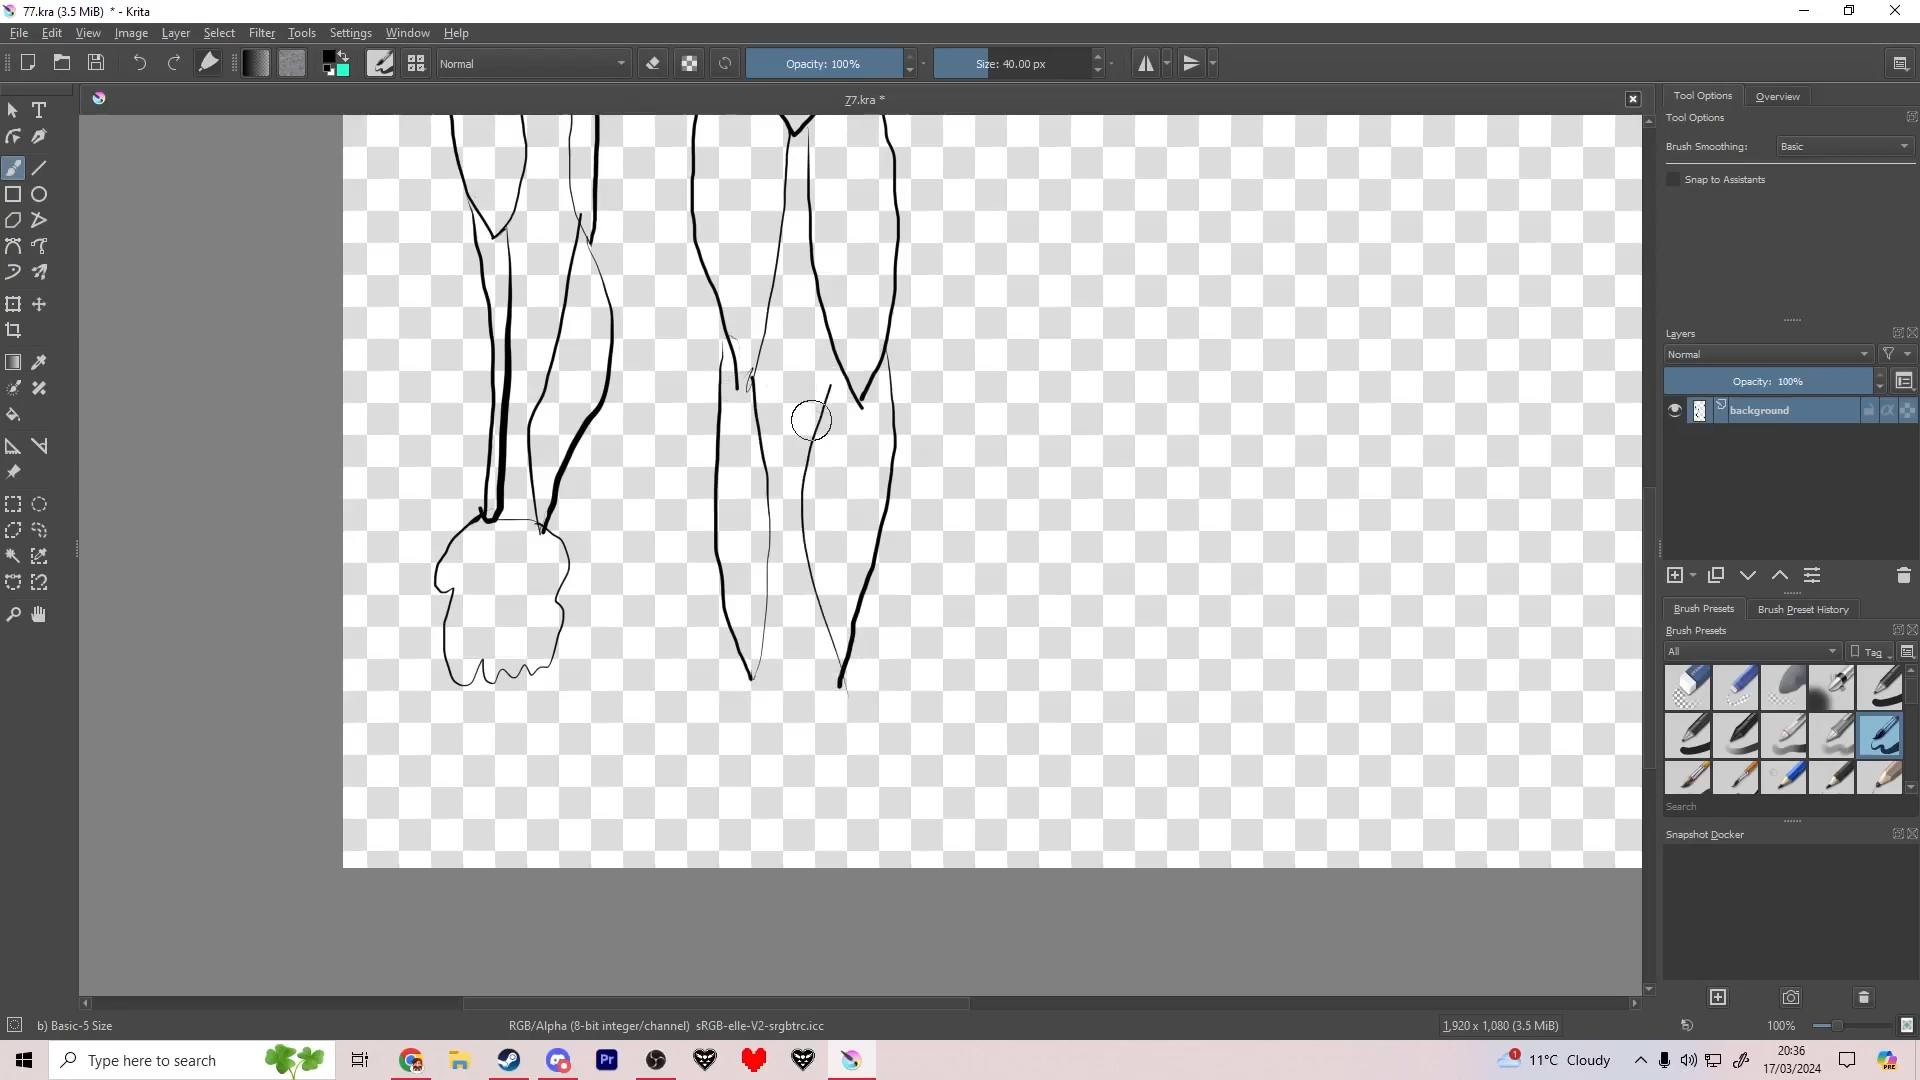 77.kra (3.5 MiB) * - Krita
File Edit View Image Layer Select Filter Tools Settings Window Help
Normal
Opacity: 100%
Size: 40.00 px
77.kra *
Tool Options
Overview
Tool Options
Brush Smoothing:
Basic
Snap to Assistants
Layers
Normal
Opacity: 100%
background
Brush Presets
Brush Preset History
Brush Presets
All
Tag
Search
Snapshot Docker
b) Basic-5 Size
RGB/Alpha (8-bit integer/channel) sRGB-elle-V2-srgbtrc.icc
1,920 x 1,080 (3.5 MiB)
100%
Type here to search
Pr
1
11°C Cloudy
20:36
17/03/2024
PRE